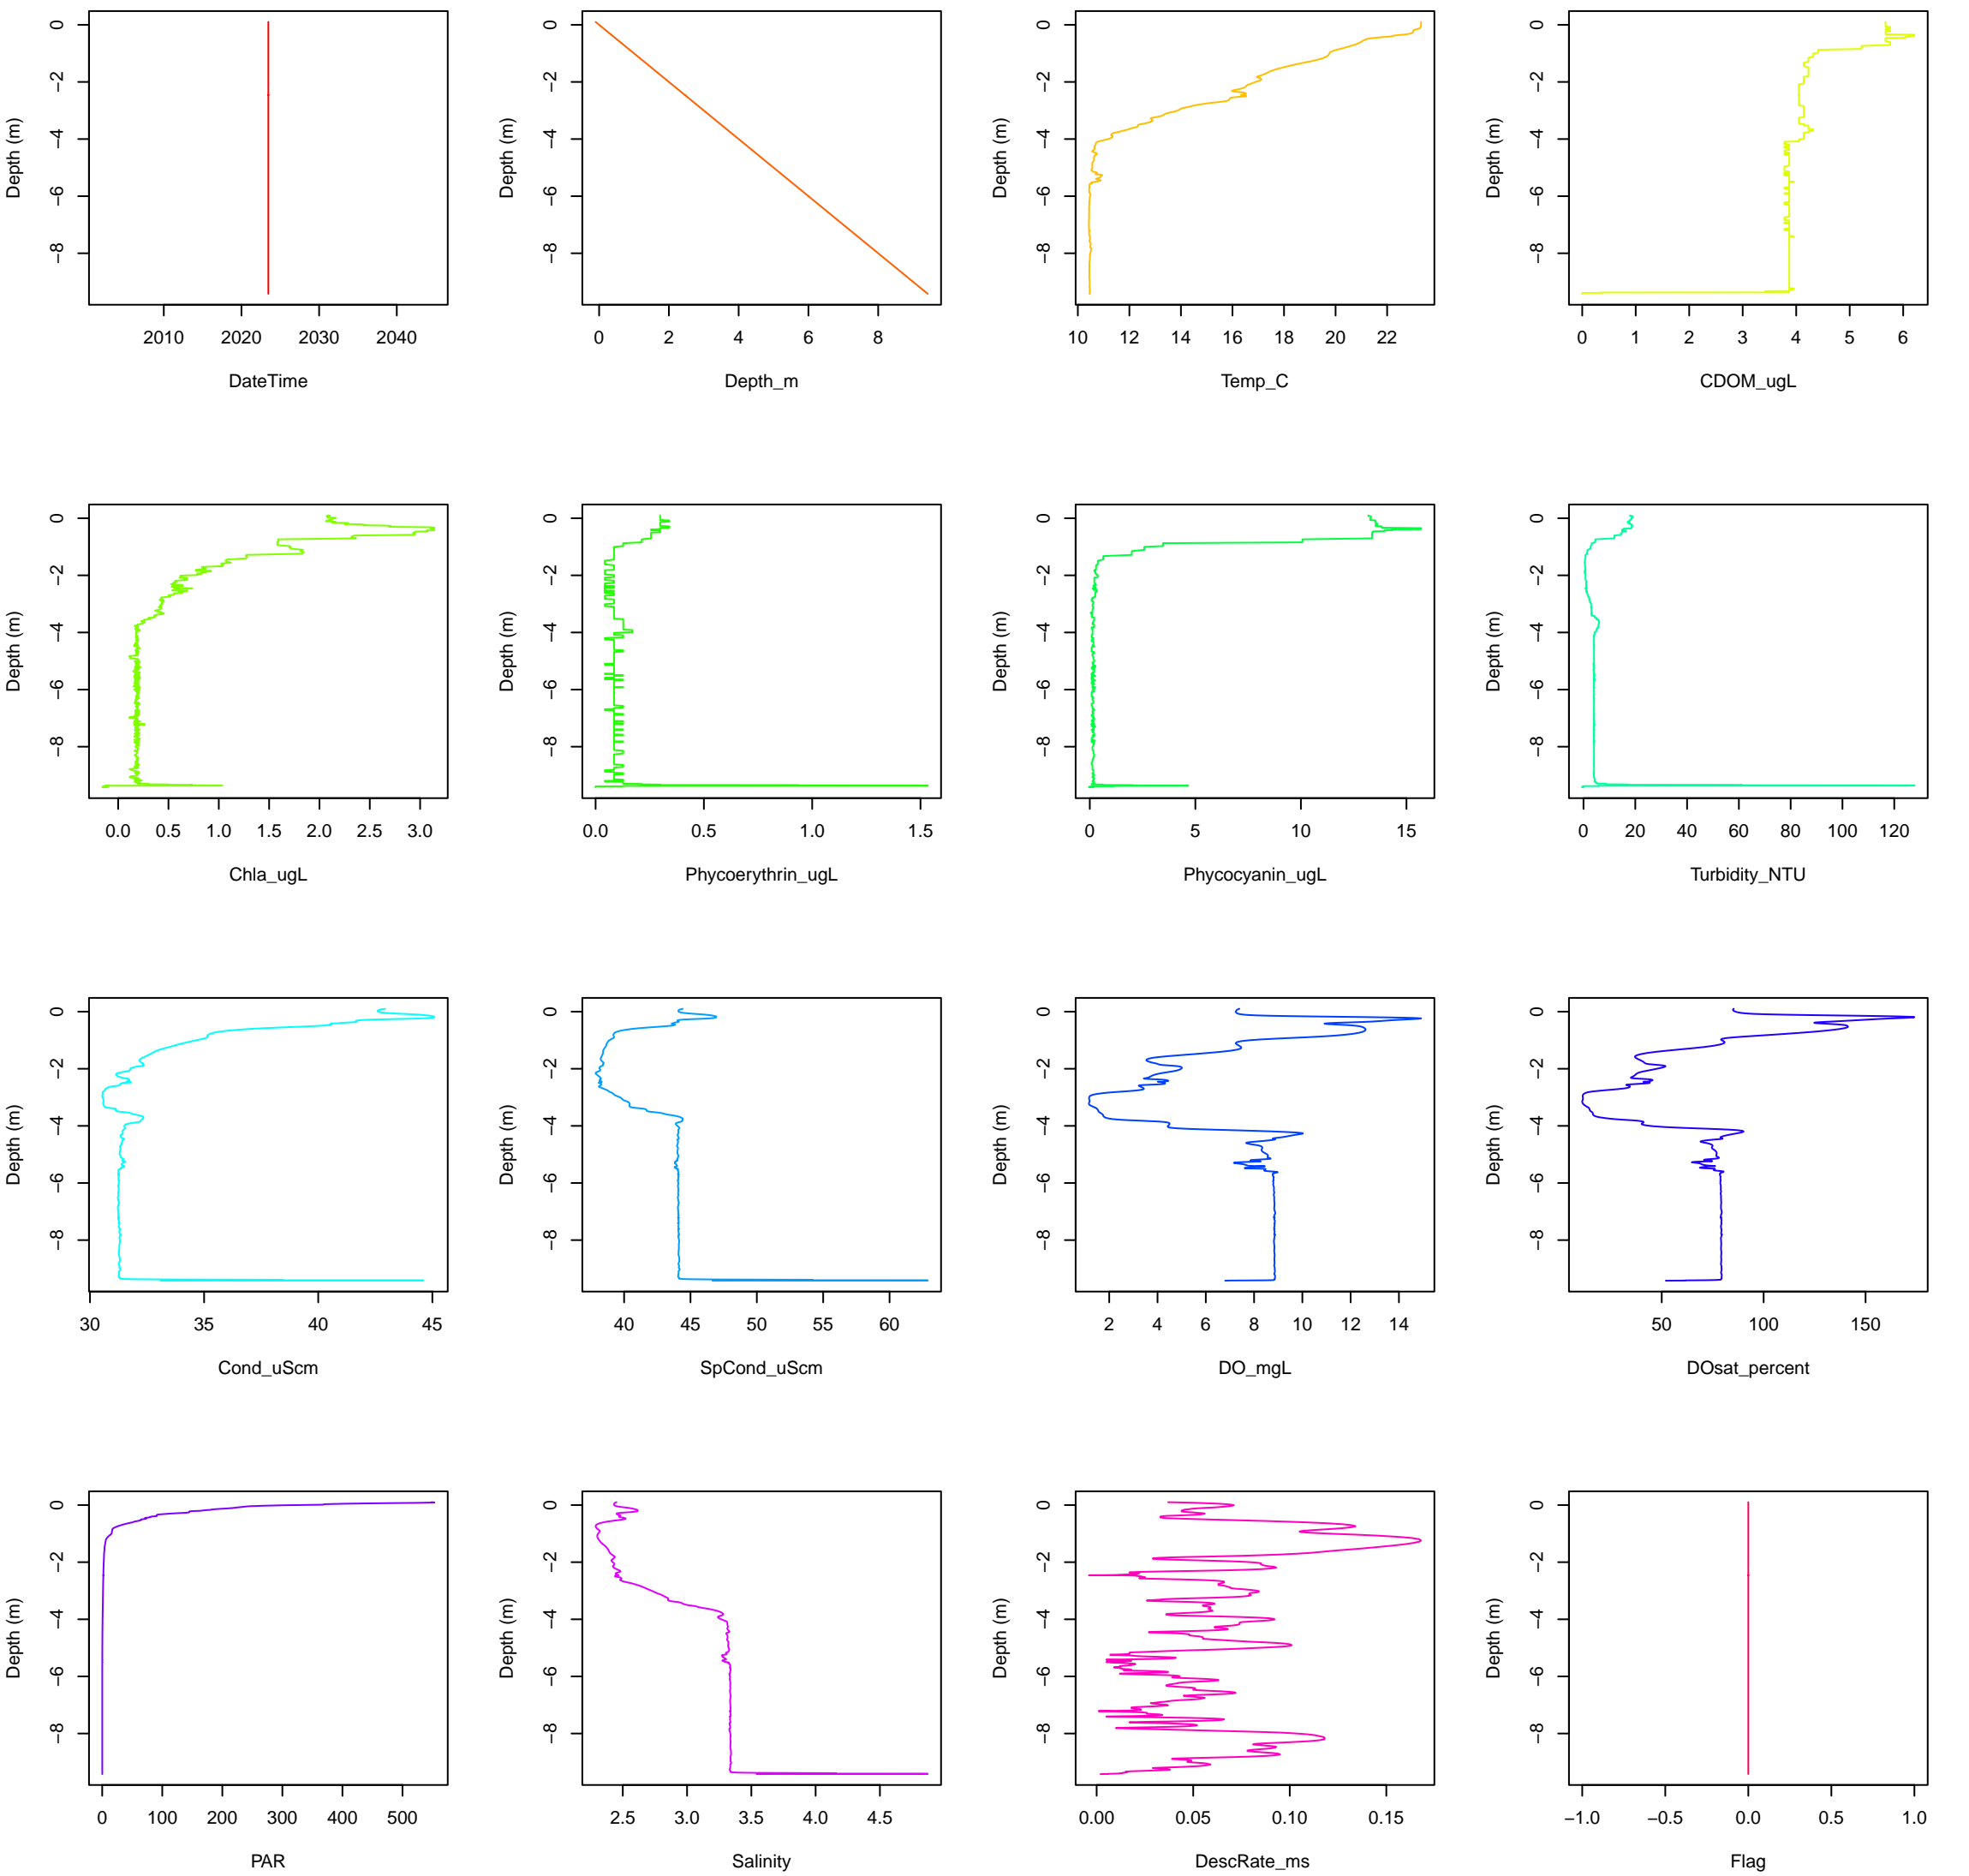 0
−2
−4
−6
−8
Depth (m)
2010 2020 2030 2040
DateTime
0
−2
−4
−6
−8
Depth (m)
0 2 4 6 8
Depth_m
0
−2
−4
−6
−8
Depth (m)
10 12 14 16 18 20 22
Temp_C
0
−2
−4
−6
−8
Depth (m)
0 1 2 3 4 5 6
CDOM_ugL
0
−2
−4
−6
−8
Depth (m)
0.0 0.5 1.0 1.5 2.0 2.5 3.0
Chla_ugL
0
−2
−4
−6
−8
Depth (m)
0.0 0.5 1.0 1.5
Phycoerythrin_ugL
0
−2
−4
−6
−8
Depth (m)
0 5 10 15
Phycocyanin_ugL
0
−2
−4
−6
−8
Depth (m)
0 20 40 60 80 100 120
Turbidity_NTU
0
−2
−4
−6
−8
Depth (m)
30 35 40 45
Cond_uScm
0
−2
−4
−6
−8
Depth (m)
40 45 50 55 60
SpCond_uScm
0
−2
−4
−6
−8
Depth (m)
2 4 6 8 10 12 14
DO_mgL
0
−2
−4
−6
−8
Depth (m)
50 100 150
DOsat_percent
0
−2
−4
−6
−8
Depth (m)
0 100 200 300 400 500
PAR
0
−2
−4
−6
−8
Depth (m)
2.5 3.0 3.5 4.0 4.5
Salinity
0
−2
−4
−6
−8
Depth (m)
0.00 0.05 0.10 0.15
DescRate_ms
0
−2
−4
−6
−8
Depth (m)
−1.0 −0.5 0.0 0.5 1.0
Flag